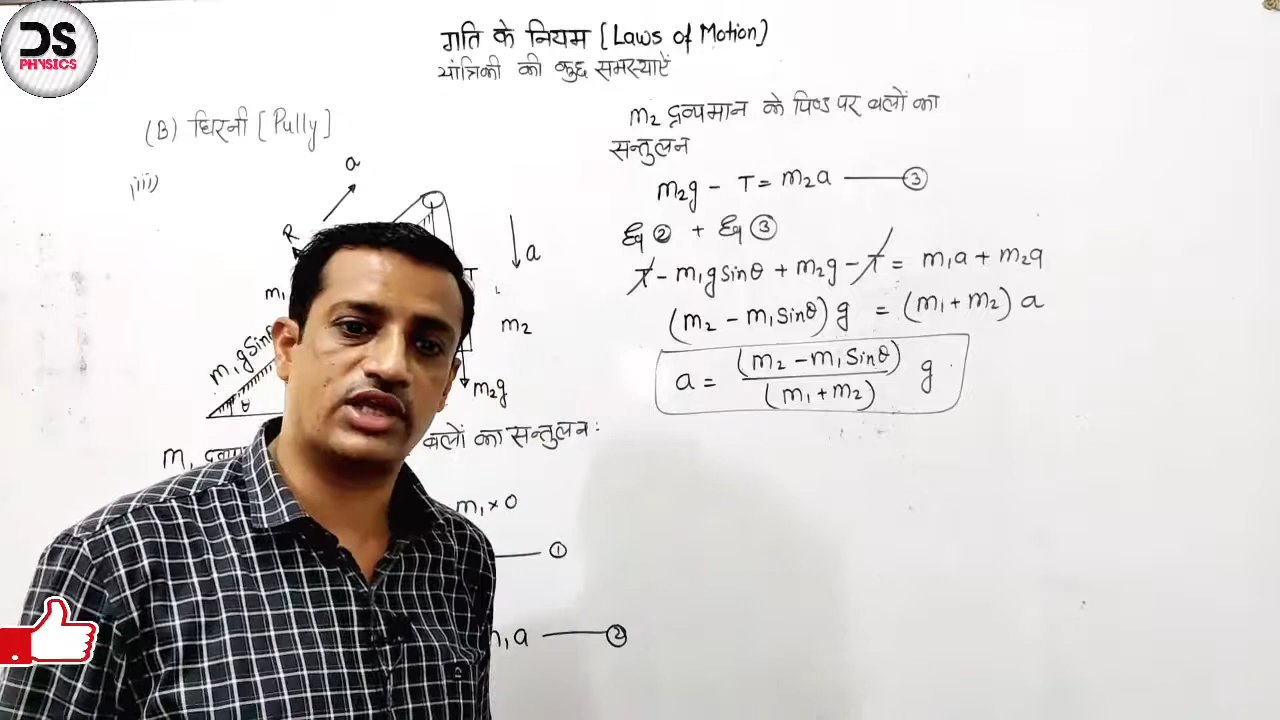 DS
PHYSICS
गति के नियम [Laws of Motion]
यांत्रिकी की कुछ समस्याऐं
(B) घिरनी [Pully]
(iii)
a
R
a
T
m₁
m₂
m₁gsinθ
m₂g
θ
बलों का सन्तुलन:
m₁×0
①
m₁a ②
m₂ द्रव्यमान के पिण्ड पर बलों का
सन्तुलन
m₂g - T = m₂a ③
Eq ② + Eq ③
T - m₁gsinθ + m₂g - T = m₁a + m₂a
(m₂ - m₁sinθ) g = (m₁ + m₂) a
a = (m₂ - m₁sinθ) / (m₁ + m₂) g